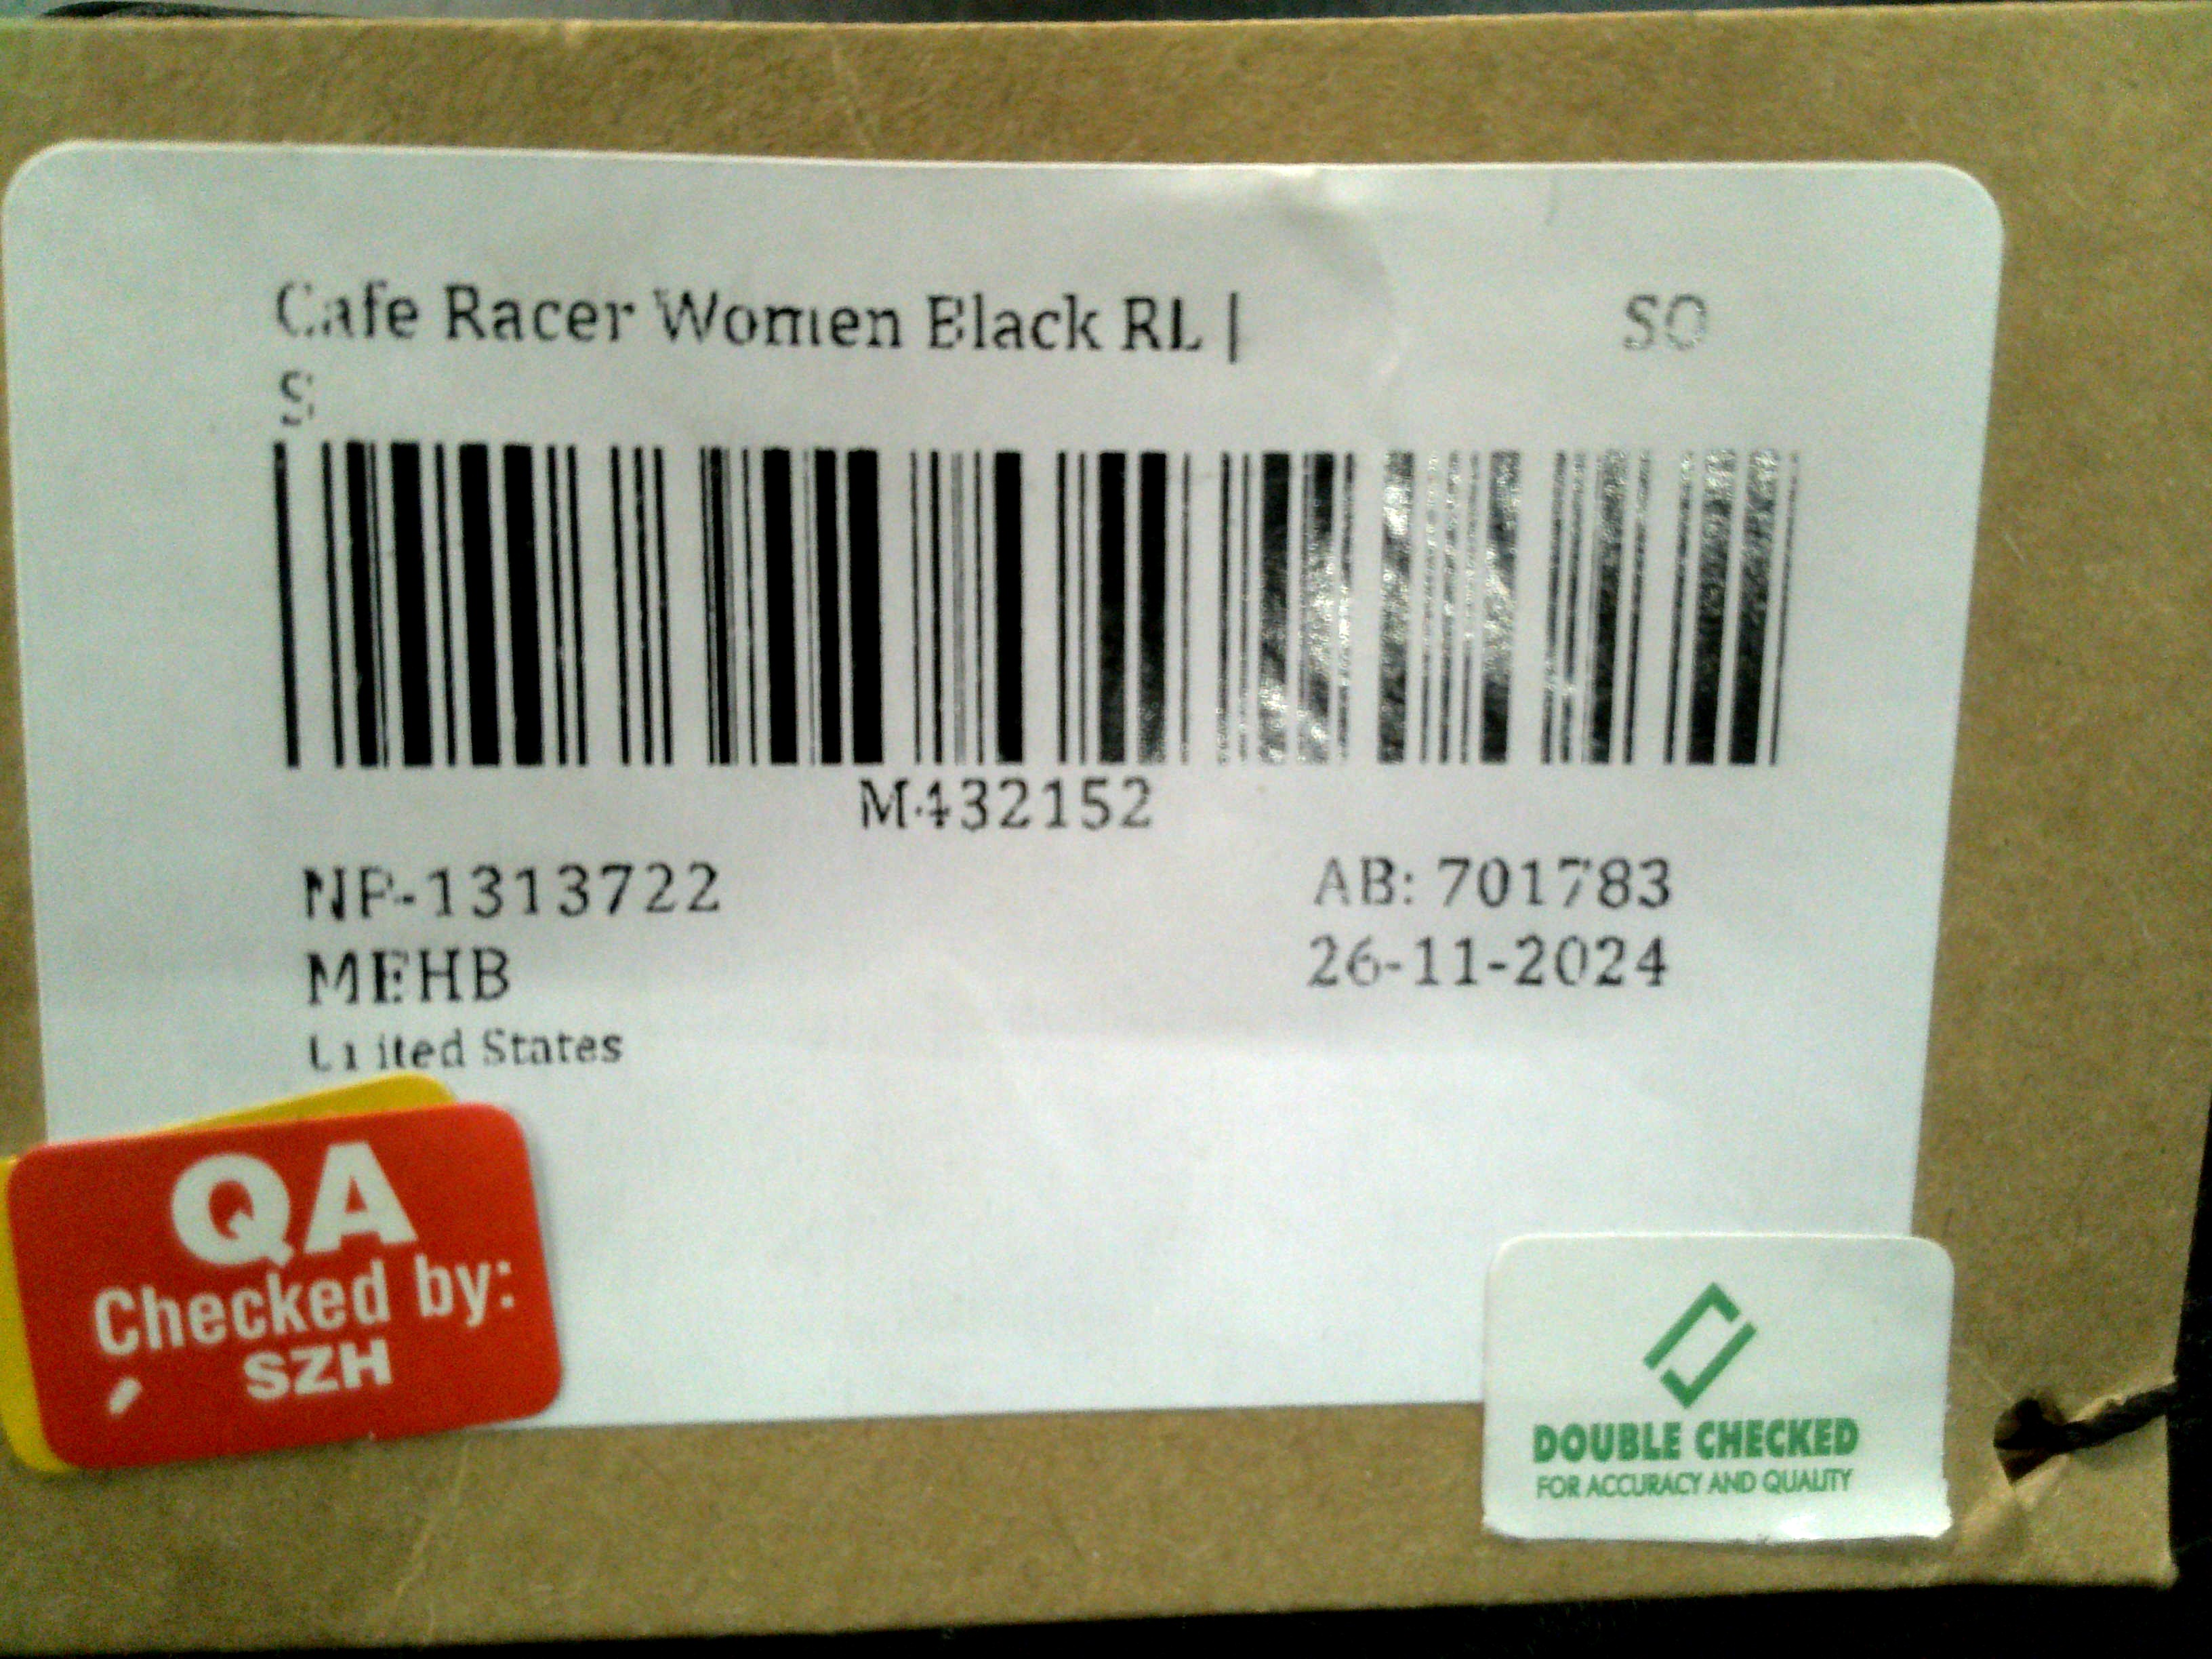 Cafe Racer Women Black RL |
S
SO
M432152
NP-1313722
AB: 701783
MEHB
26-11-2024
United States
QA
Checked by:
SZH
DOUBLE CHECKED
FOR ACCURACY AND QUALITY